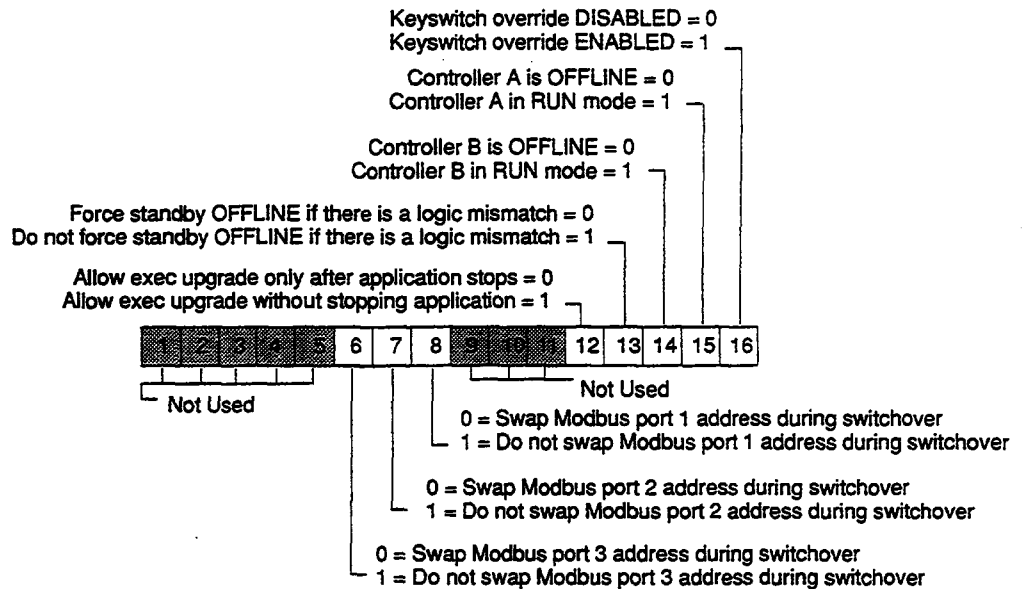 Keyswitch override DISABLED = 0
Keyswitch override ENABLED = 1
Controller A is OFFLINE = 0
Controller A in RUN mode = 1
Controller B is OFFLINE = 0
Controller B in RUN mode = 1
Force standby OFFLINE if there is a logic mismatch = 0
Do not force standby OFFLINE if there is a logic mismatch = 1
Allow exec upgrade only after application stops = 0
Allow exec upgrade without stopping application = 1
1 2 3 4 5 6 7 8 9 10 11 12 13 14 15 16
Not Used
Not Used
0 = Swap Modbus port 1 address during switchover
1 = Do not swap Modbus port 1 address during switchover
0 = Swap Modbus port 2 address during switchover
1 = Do not swap Modbus port 2 address during switchover
0 = Swap Modbus port 3 address during switchover
1 = Do not swap Modbus port 3 address during switchover